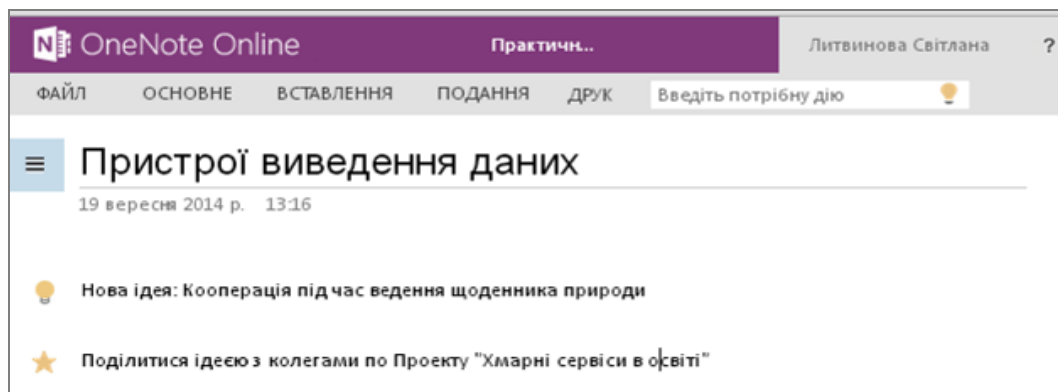 OneNote Online Практичн... Литвинова Світлана ?
ФАЙЛ ОСНОВНЕ ВСТАВЛЕННЯ ПОДАННЯ ДРУК Введіть потрібну дію
Пристрої виведення даних
19 вересня 2014 р. 13:16
Нова ідея: Кооперація під час ведення щоденника природи
Поділитися ідеєю з колегами по Проекту "Хмарні сервіси в освіті"